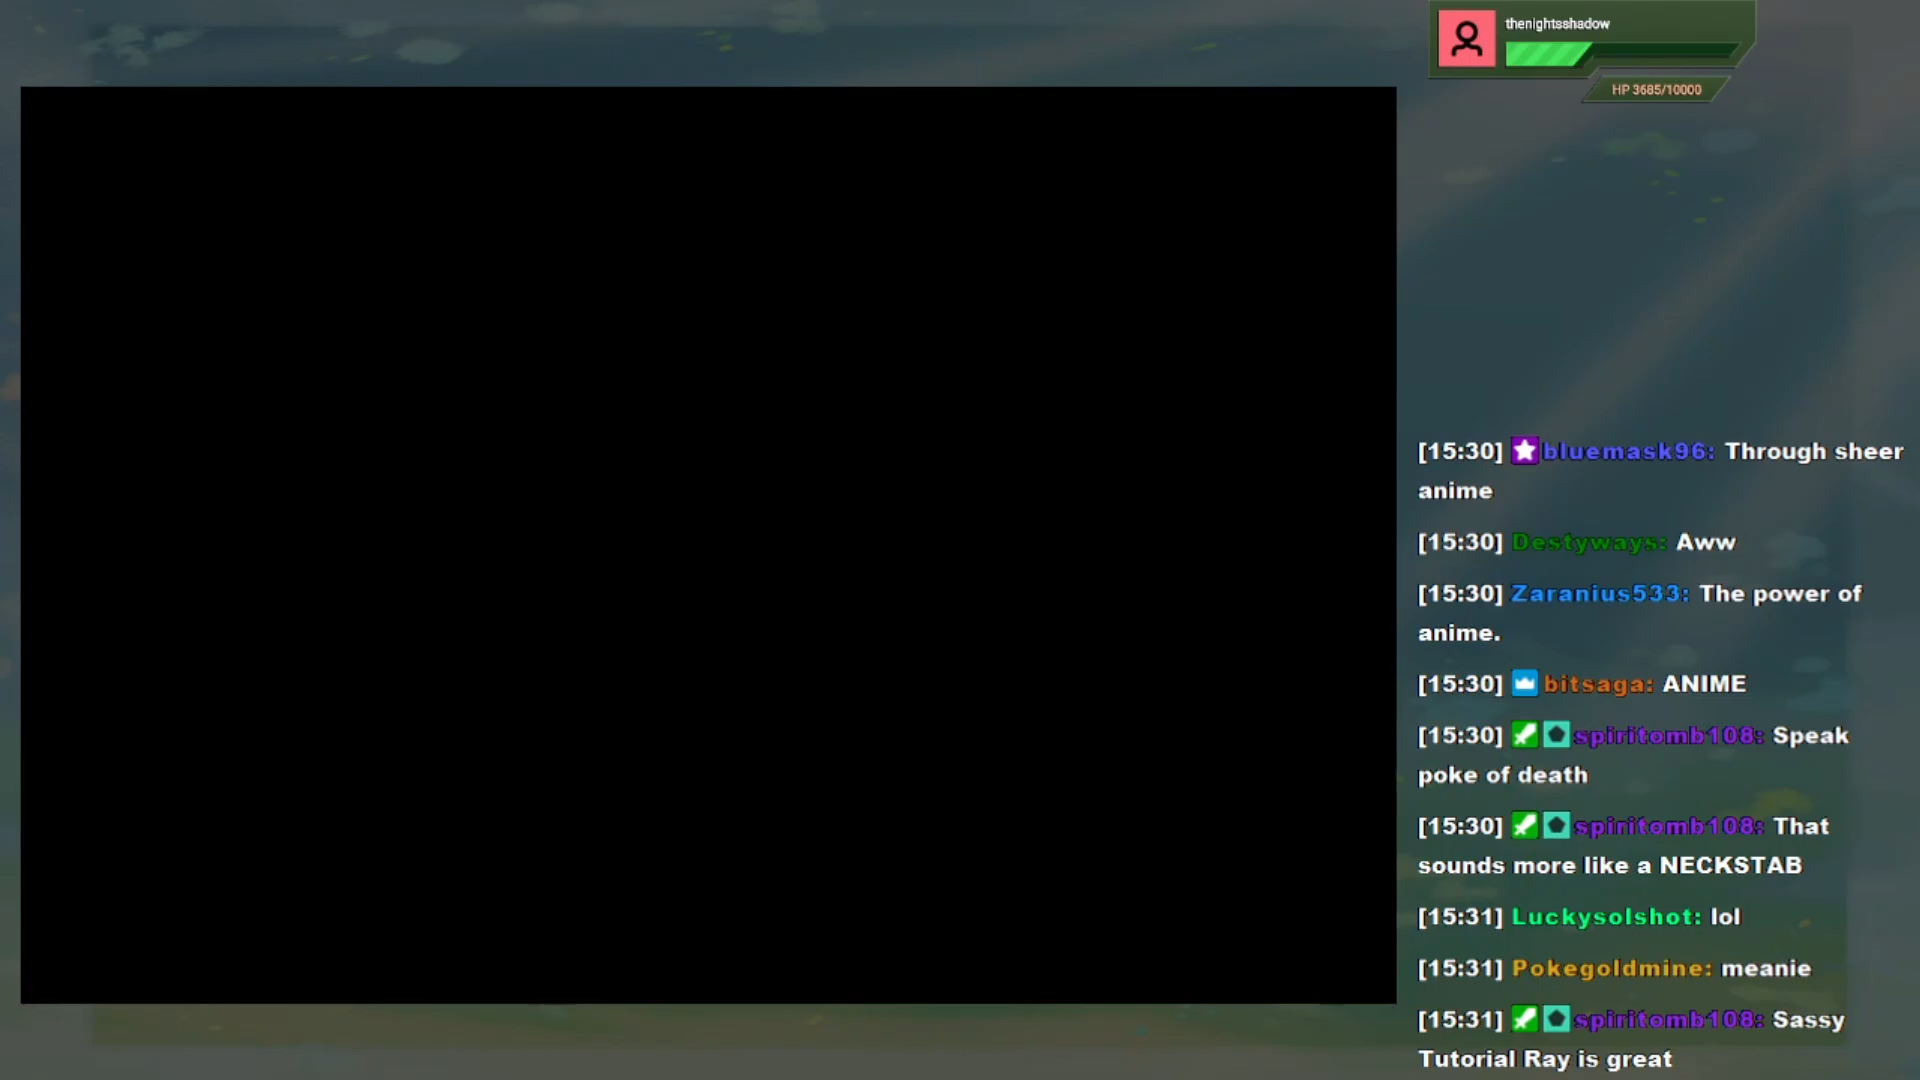 thenightsshadow
HP 3685/10000
[15:30] bluemask96: Through sheer
anime
[15:30] Destyways: Aww
[15:30] Zaranius533: The power of
anime.
[15:30] bitsaga: ANIME
[15:30] spiritomb108: Speak
poke of death
[15:30] spiritomb108: That
sounds more like a NECKSTAB
[15:31] Luckysolshot: lol
[15:31] Pokegoldmine: meanie
[15:31] spiritomb108: Sassy
Tutorial Ray is great